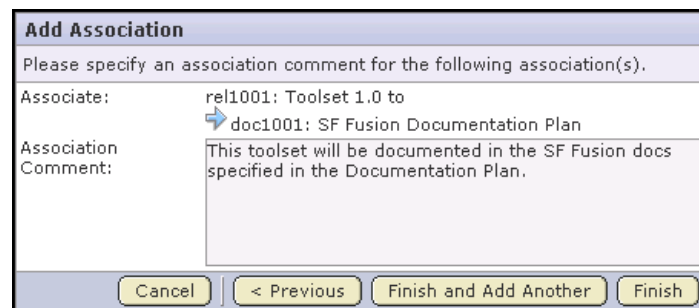 Add Association
Please specify an association comment for the following association(s).
Associate: rel1001: Toolset 1.0 to
doc1001: SF Fusion Documentation Plan
Association Comment:
This toolset will be documented in the SF Fusion docs
specified in the Documentation Plan.
Cancel < Previous Finish and Add Another Finish